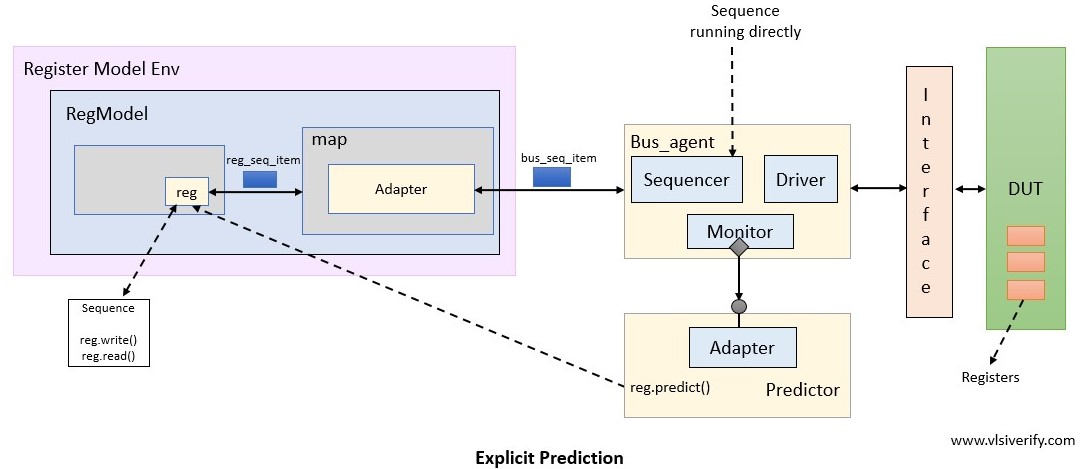 Sequence
running directly
Register Model Env
RegModel
map
reg_seq_item
reg
Adapter
bus_seq_item
Bus_agent
Sequencer
Driver
Monitor
Interface
DUT
Sequence
reg.write()
reg.read()
Adapter
reg.predict()
Predictor
Registers
www.vlsiverify.com
Explicit Prediction